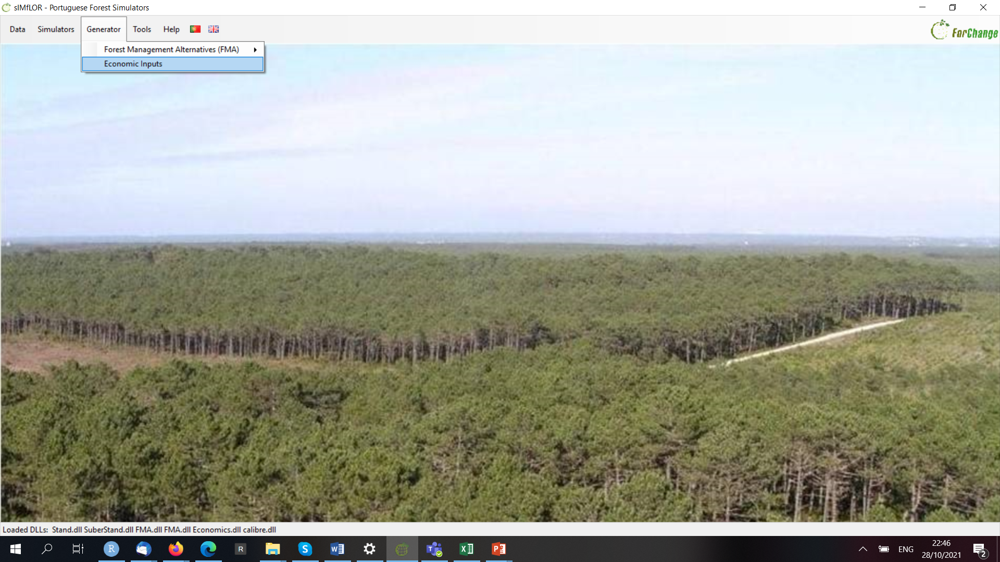 sIMfLOR - Portuguese Forest Simulators
Data Simulators Generator Tools Help
ForChange
Forest Management Alternatives (FMA)
Economic Inputs
Loaded DLLs: Stand.dll SuberStand.dll FMA.dll FMA.dll Economics.dll calibre.dll
R R S W T X P ENG
22:46
28/10/2021
2